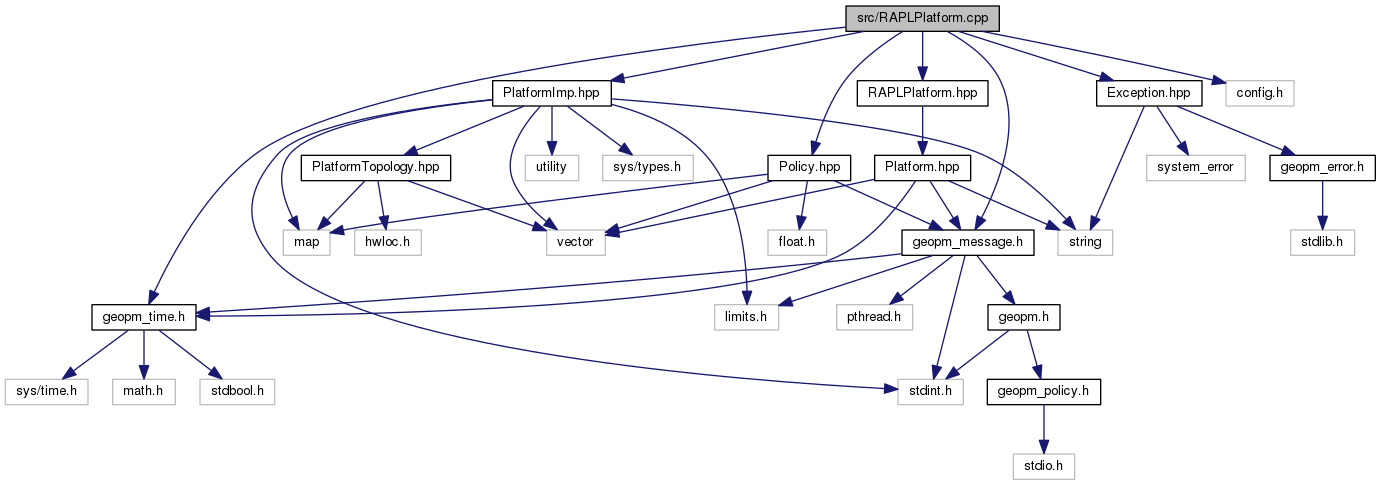 src/RAPLPlatform.cpp
PlatformImp.hpp
RAPLPlatform.hpp
Exception.hpp
config.h
PlatformTopology.hpp
utility
sys/types.h
Policy.hpp
Platform.hpp
system_error
geopm_error.h
map
hwloc.h
vector
float.h
geopm_message.h
string
stdlib.h
geopm_time.h
limits.h
pthread.h
geopm.h
sys/time.h
math.h
stdbool.h
stdint.h
geopm_policy.h
stdio.h